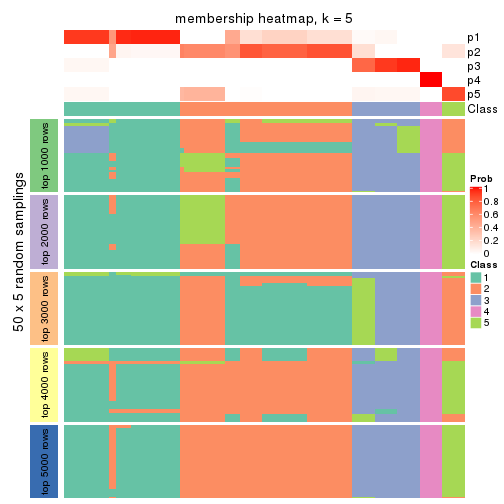 membership heatmap, k = 5
p1
p2
p3
p4
p5
Class
50 x 5 random samplings
top 1000 rows
top 2000 rows
top 3000 rows
top 4000 rows
top 5000 rows
Prob
1
0.8
0.6
0.4
0.2
0
Class
1
2
3
4
5